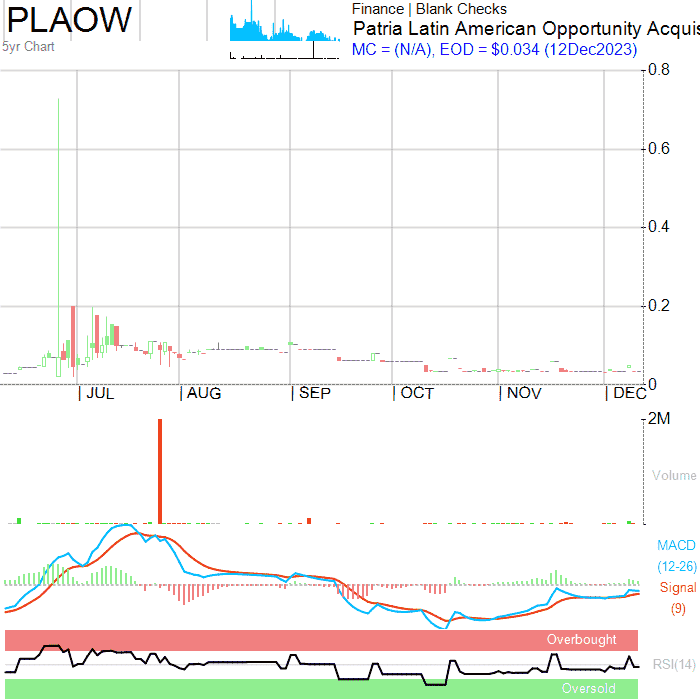 PLAOW
5yr Chart
Finance | Blank Checks
Patria Latin American Opportunity Acquis
MC = (N/A), EOD = $0.034 (12Dec2023)
0.8
0.6
0.4
0.2
0
| JUL | AUG | SEP | OCT | NOV | DEC
2M
Volume
MACD
(12-26)
Signal
(9)
Overbought
RSI(14)
Oversold